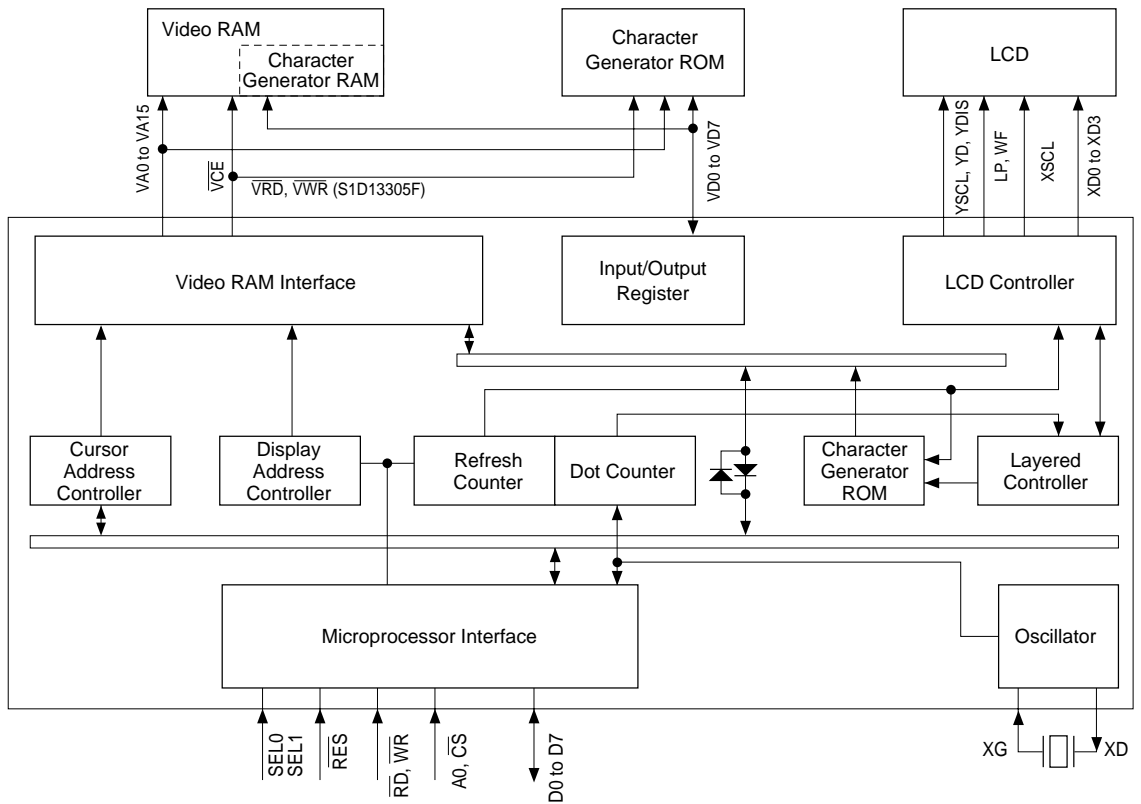 Video RAM
Character
Generator RAM
Character
Generator ROM
LCD
VA0 to VA15
VCE
VRD, VWR (S1D13305F)
VD0 to VD7
YSCL, YD, YDIS
LP, WF
XSCL
XD0 to XD3
Video RAM Interface
Input/Output
Register
LCD Controller
Cursor
Address
Controller
Display
Address
Controller
Refresh
Counter
Dot Counter
Character
Generator
ROM
Layered
Controller
Microprocessor Interface
Oscillator
SEL0
SEL1
RES
RD, WR
A0, CS
D0 to D7
XG
XD